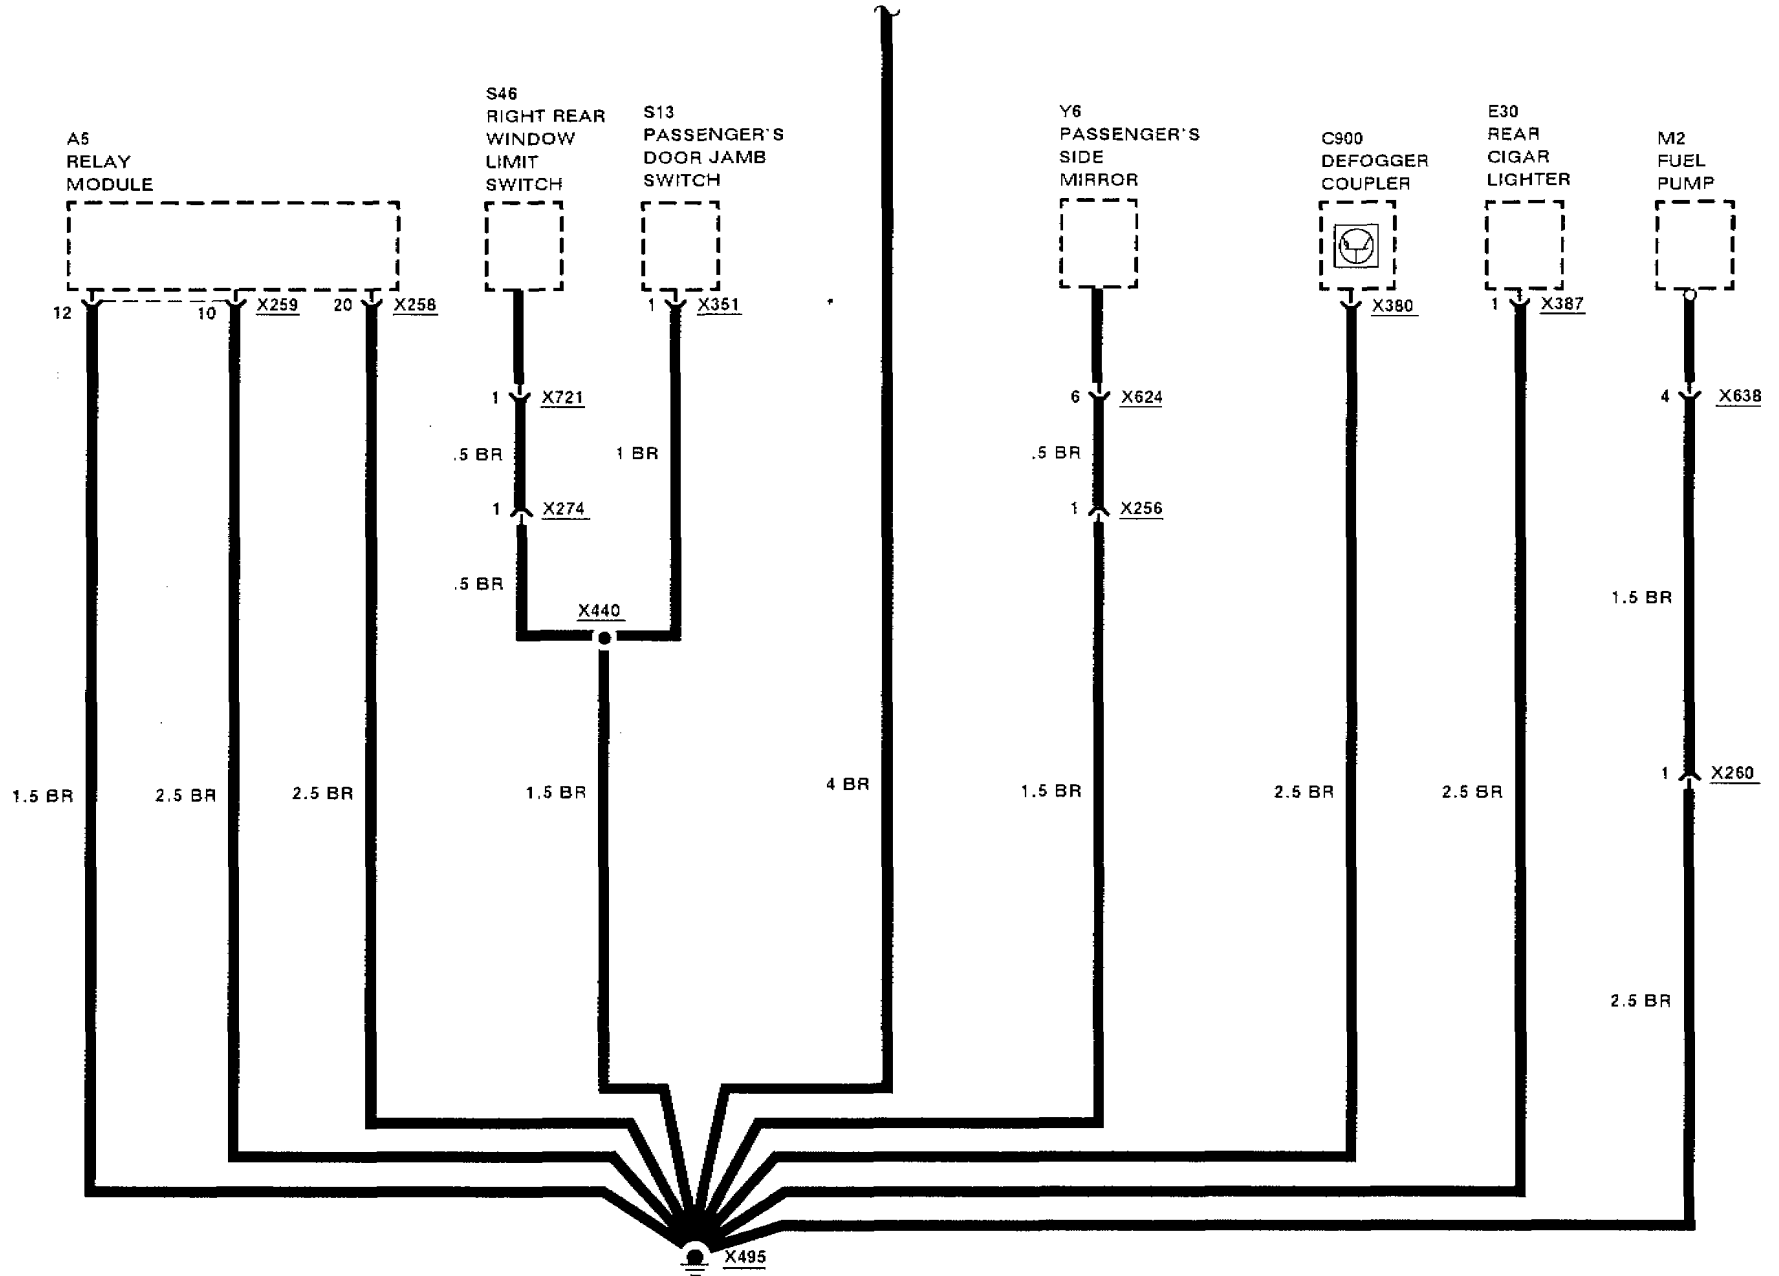 A5
RELAY
MODULE
S46
RIGHT REAR
WINDOW
LIMIT
SWITCH
S13
PASSENGER'S
DOOR JAMB
SWITCH
Y6
PASSENGER'S
SIDE
MIRROR
C900
DEFOGGER
COUPLER
E30
REAR
CIGAR
LIGHTER
M2
FUEL
PUMP
12
10 X259
20 X258
1 X351
X380
1 X387
1 X721
6 X624
4 X638
.5 BR
1 BR
.5 BR
1 X274
1 X256
.5 BR
X440
1.5 BR
1 X260
1.5 BR
2.5 BR
2.5 BR
1.5 BR
4 BR
1.5 BR
2.5 BR
2.5 BR
2.5 BR
X495